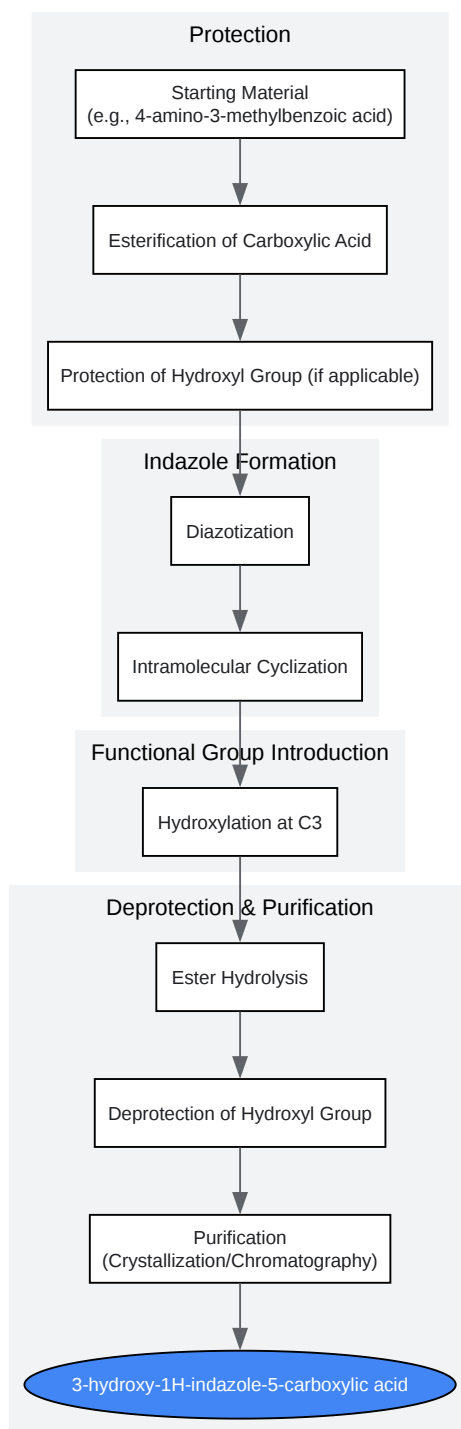 Protection
Starting Material
(e.g., 4-amino-3-methylbenzoic acid)
Esterification of Carboxylic Acid
Protection of Hydroxyl Group (if applicable)
Indazole Formation
Diazotization
Intramolecular Cyclization
Functional Group Introduction
Hydroxylation at C3
Deprotection & Purification
Ester Hydrolysis
Deprotection of Hydroxyl Group
Purification
(Crystallization/Chromatography)
3-hydroxy-1H-indazole-5-carboxylic acid